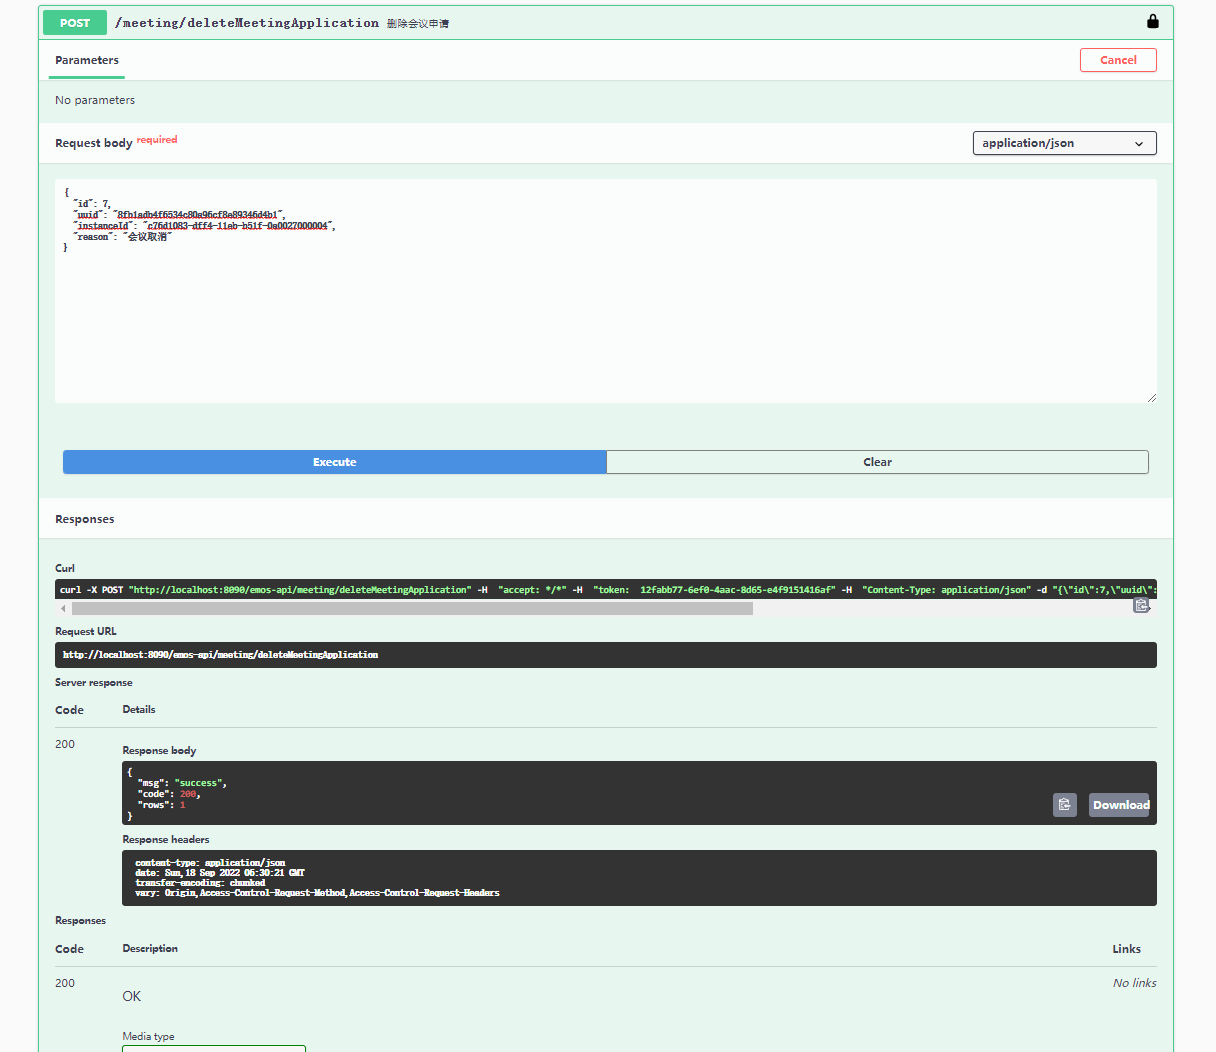 POST /meeting/deleteMeetingApplication 删除会议申请
Parameters
Cancel
No parameters
Request body required
application/json
{
"id": 7,
"uuid": "8fb1adb4f6534c80a96cf8a89346d4b1",
"instanceId": "c76d1083-dff4-11eb-b51f-0a0027000004",
"reason": "会议取消"
}
Execute
Clear
Responses
Curl
curl -X POST "http://localhost:8090/emos-api/meeting/deleteMeetingApplication" -H "accept: */*" -H "token: 12fabb77-6ef0-4aac-8d65-e4f9151416af" -H "Content-Type: application/json" -d "{\"id\":7,\"uuid\":
Request URL
http://localhost:8090/emos-api/meeting/deleteMeetingApplication
Server response
Code Details
200
Response body
{
"msg": "success",
"code": 200,
"rows": 1
}
Download
Response headers
content-type: application/json
date: Sun,18 Sep 2022 06:30:21 GMT
transfer-encoding: chunked
vary: Origin,Access-Control-Request-Method,Access-Control-Request-Headers
Responses
Code Description Links
200
OK
No links
Media type